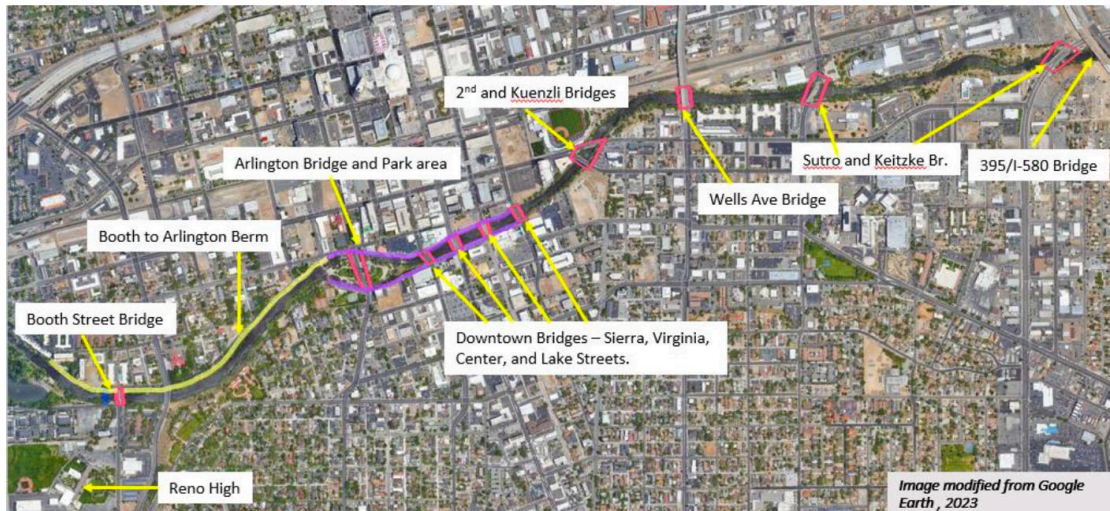 2nd and Kuenzli Bridges
Arlington Bridge and Park area
Sutro and Keitzke Br.
395/I-580 Bridge
Wells Ave Bridge
Booth to Arlington Berm
Booth Street Bridge
Downtown Bridges – Sierra, Virginia,
Center, and Lake Streets.
Reno High
Image modified from Google
Earth , 2023